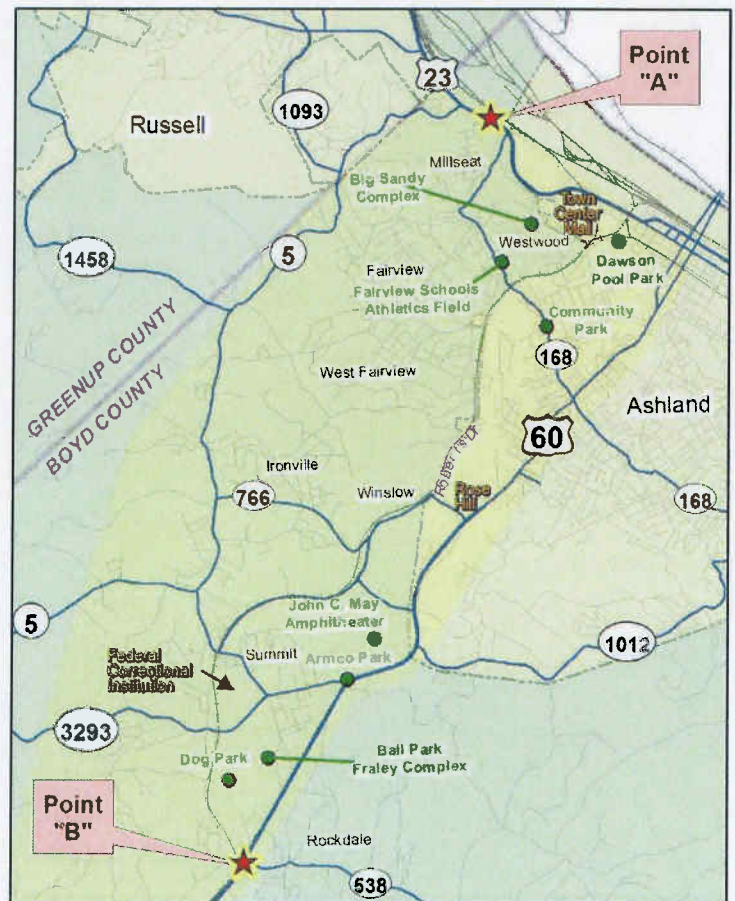 Point
"A"
23
1093
Russell
Millseat
Big Sandy
Complex
Town
Center
Mall
Westwood
5
1458
Dawson
Pool Park
Fairview
Fairview Schools
- Athletics Field
Community
Park
168
GREENUP COUNTY
BOYD COUNTY
West Fairview
Ashland
60
Ironville
766
Winslow
Rose
Hill
168
5
John C. May
Amphitheater
Summit
Armco Park
1012
Federal
Correctional
Institution
3293
Dog Park
Ball Park
Fraley Complex
Point
"B"
Rockdale
538